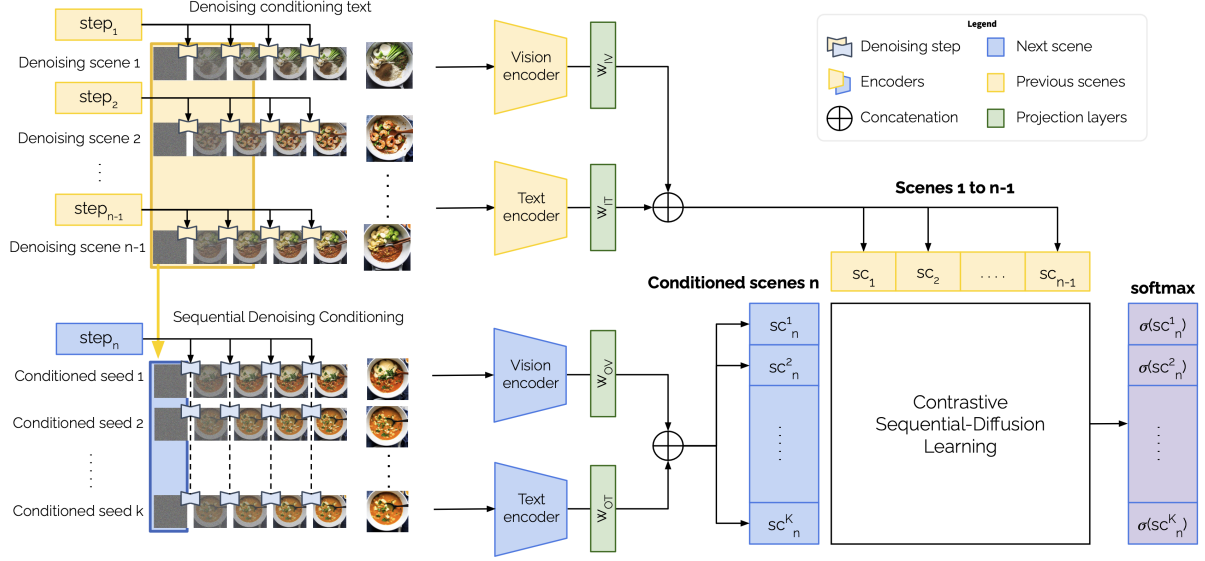 Denoising conditioning text
step1
Denoising scene 1
step2
Denoising scene 2
. . .
stepn-1
Denoising scene n-1
Sequential Denoising Conditioning
stepn
Conditioned seed 1
Conditioned seed 2
Conditioned seed k
Vision
encoder
WIV
Text
encoder
WIT
Vision
encoder
WOV
Text
encoder
WOT
Legend
Denoising step
Next scene
Encoders
Previous scenes
Concatenation
Projection layers
Scenes 1 to n-1
sc1
sc2
. . . .
scn-1
Conditioned scenes n
sc1n
sc2n
scKn
Contrastive
Sequential-Diffusion
Learning
softmax
σ(sc1n)
σ(sc2n)
σ(scKn)